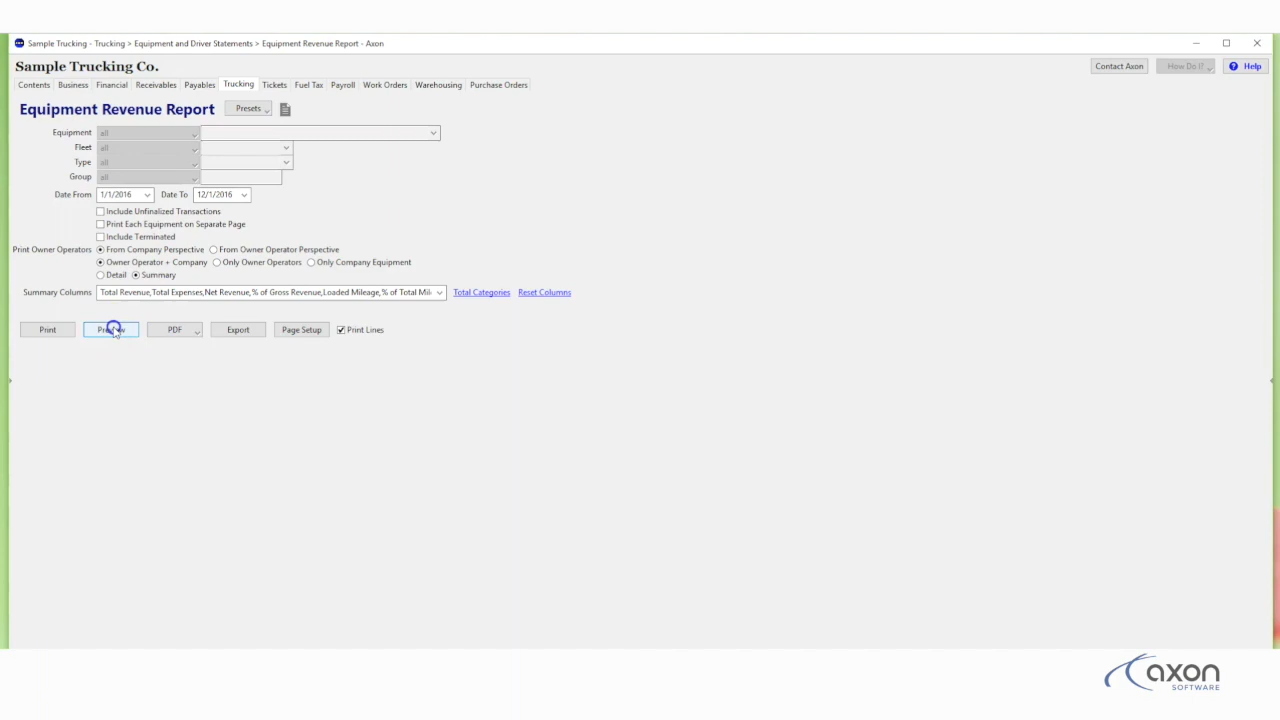 Sample Trucking - Trucking > Equipment and Driver Statements > Equipment Revenue Report - Axon
Sample Trucking Co.
Contact Axon How Do I? Help
Contents Business Financial Receivables Payables Trucking Tickets Fuel Tax Payroll Work Orders Warehousing Purchase Orders
Equipment Revenue Report Presets
Equipment all
Fleet all
Type all
Group all
Date From 1/1/2016 Date To 12/1/2016
Include Unfinalized Transactions
Print Each Equipment on Separate Page
Include Terminated
Print Owner Operators From Company Perspective From Owner Operator Perspective
Owner Operator + Company Only Owner Operators Only Company Equipment
Detail Summary
Summary Columns Total Revenue,Total Expenses,Net Revenue,% of Gross Revenue,Loaded Mileage,% of Total Mil Total Categories Reset Columns
Print PDF Export Page Setup Print Lines
axon
SOFTWARE